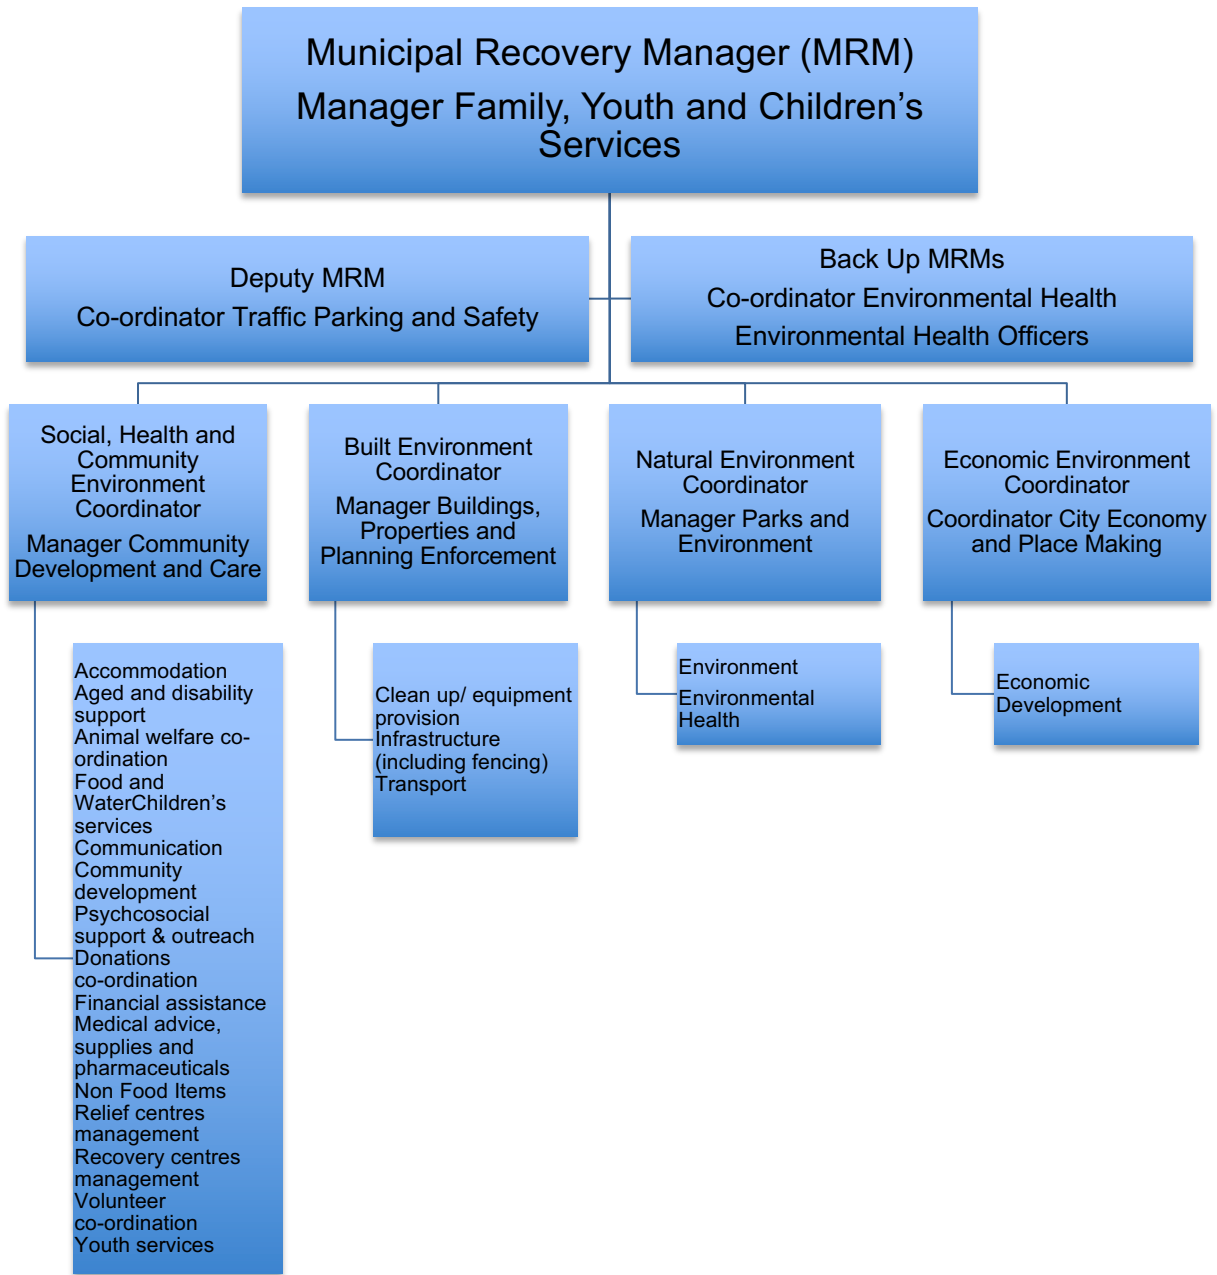 Municipal Recovery Manager (MRM)
Manager Family, Youth and Children’s
Services
Deputy MRM
Co-ordinator Traffic Parking and Safety
Back Up MRMs
Co-ordinator Environmental Health
Environmental Health Officers
Social, Health and
Community
Environment
Coordinator
Manager Community
Development and Care
Built Environment
Coordinator
Manager Buildings,
Properties and
Planning Enforcement
Natural Environment
Coordinator
Manager Parks and
Environment
Economic Environment
Coordinator
Coordinator City Economy
and Place Making
Accommodation
Aged and disability
support
Animal welfare co-
ordination
Food and
WaterChildren’s
services
Communication
Community
development
Psychcosocial
support & outreach
Donations
co-ordination
Financial assistance
Medical advice,
supplies and
pharmaceuticals
Non Food Items
Relief centres
management
Recovery centres
management
Volunteer
co-ordination
Youth services
Clean up/ equipment
provision
Infrastructure
(including fencing)
Transport
Environment
Environmental
Health
Economic
Development